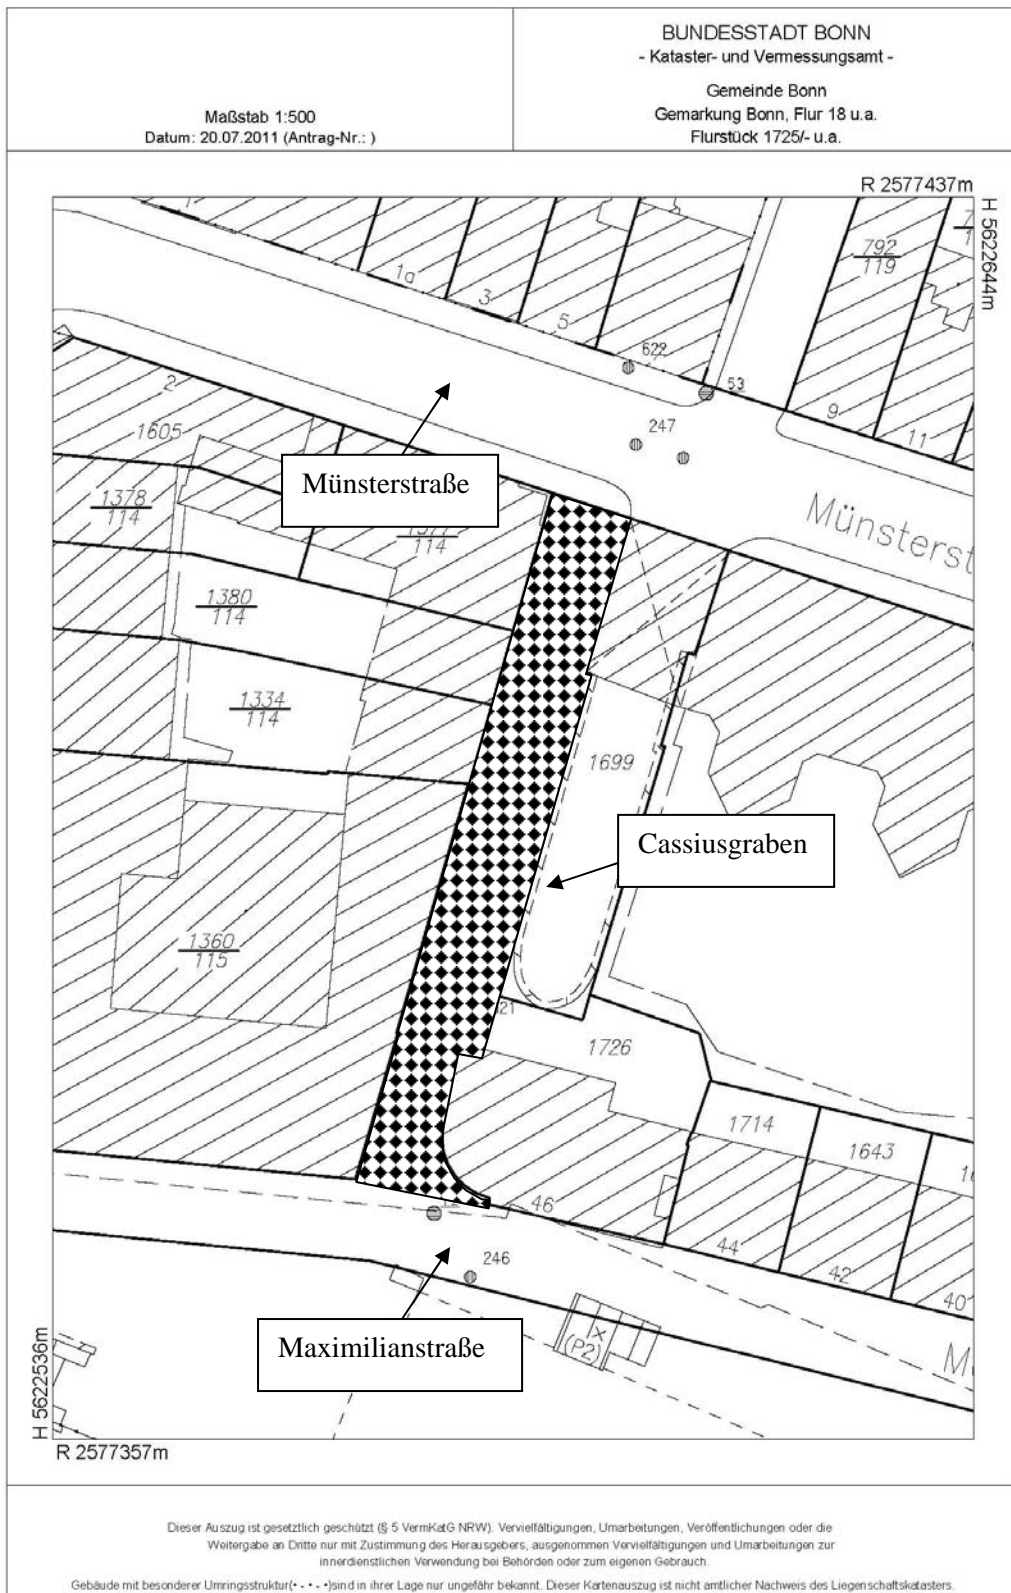 BUNDESSTADT BONN
- Kataster- und Vermessungsamt -
Gemeinde Bonn
Maßstab 1:500
Gemarkung Bonn, Flur 18 u.a.
Datum: 20.07.2011 (Antrag-Nr.: )
Flurstück 1725/- u.a.
R 2577437m
H 5622644m
792
119
1a
3
5
622
53
2
9
11
247
1605
Münsterstraße
Münsterst
1378
114
114
1380
114
1334
114
1699
Cassiusgraben
1360
115
21
1726
1714
1643
46
44
42
40
246
Maximilianstraße
(P2)
H 5622536m
R 2577357m
Dieser Auszug ist gesetztlich geschützt (§ 5 VermKatG NRW). Vervielfältigungen, Umarbeitungen, Veröffentlichungen oder die
Weitergabe an Dritte nur mit Zustimmung des Herausgebers, ausgenommen Vervielfältigungen und Umarbeitungen zur
innerdienstlichen Verwendung bei Behörden oder zum eigenen Gebrauch.
Gebäude mit besonderer Umringsstruktur(• - • - •)sind in ihrer Lage nur ungefähr bekannt. Dieser Kartenauszug ist nicht amtlicher Nachweis des Liegenschaftskatasters.